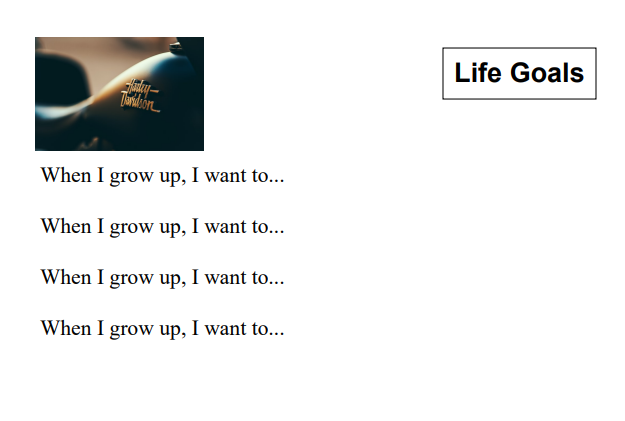 Harley-
Davidson
Life Goals
When I grow up, I want to...
When I grow up, I want to...
When I grow up, I want to...
When I grow up, I want to...